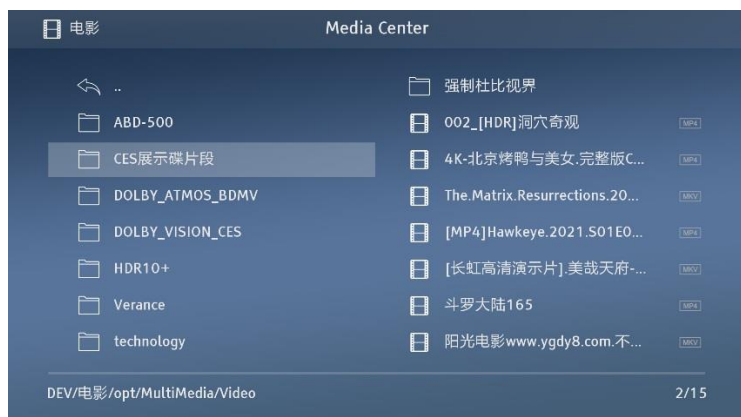 电影
Media Center
..
ABD-500
CES展示碟片段
DOLBY_ATMOS_BDMV
DOLBY_VISION_CES
HDR10+
Verance
technology
强制杜比视界
002_[HDR]洞穴奇观 MP4
4K-北京烤鸭与美女.完整版C... MP4
The.Matrix.Resurrections.20... MKV
[MP4]Hawkeye.2021.S01E0... MP4
[长虹高清演示片].美哉天府-... MKV
斗罗大陆165 MP4
阳光电影www.ygdy8.com.不... MKV
DEV/电影/opt/MultiMedia/Video
2/15